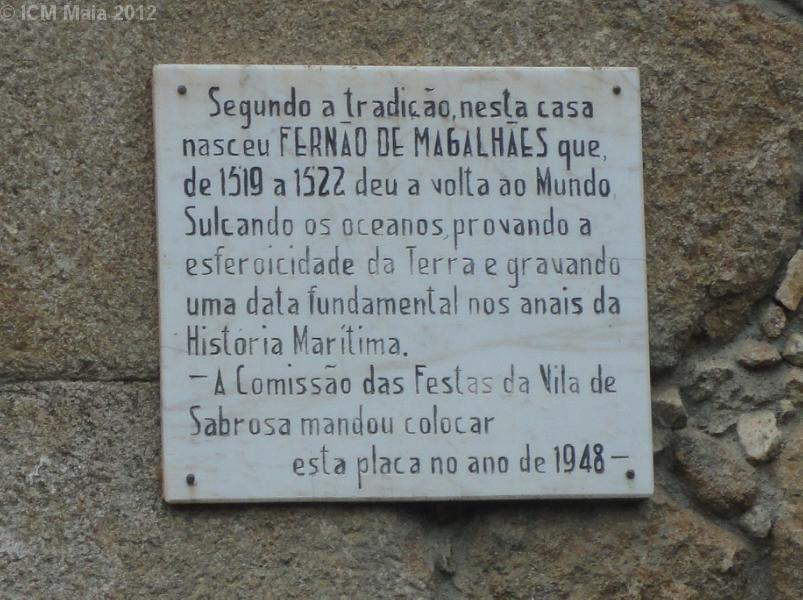 © ICM Maia 2012
Segundo a tradição, nesta casa
nasceu FERNÃO DE MAGALHÃES que,
de 1519 a 1522 deu a volta ao Mundo
Sulcando os oceanos, provando a
esferoicidade da Terra e gravando
uma data fundamental nos anais da
História Marítima.
— A Comissão das Festas da Vila de
Sabrosa mandou colocar
esta placa no ano de 1948 —